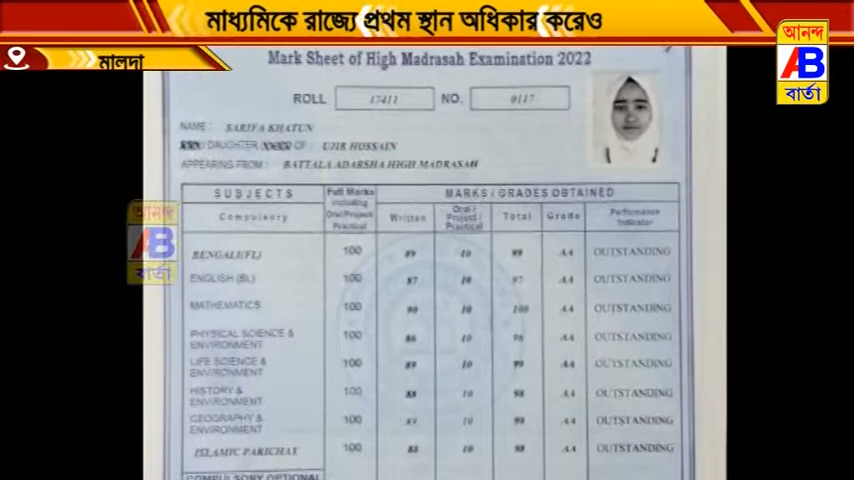 মাধ্যমিকে রাজ্যে প্রথম স্থান অধিকার করেও
মালদা
আনন্দ
AB
বার্তা
Mark Sheet of High Madrasah Examination 2022
ROLL 17411 NO. 0117
NAME : SARIFA KHATUN
DAUGHTER OF : UJIR HOSSAIN
APPEARING FROM : BATTALA ADARSHA HIGH MADRASAH
SUBJECTS Full Marks Including Oral/Project/Practical MARKS / GRADES OBTAINED
Compulsory Written Oral / Project / Practical Total Grade Performance Indicator
BENGALI(FL) 100 89 10 99 AA OUTSTANDING
ENGLISH (BL) 100 87 10 97 AA OUTSTANDING
MATHEMATICS 100 90 10 100 AA OUTSTANDING
PHYSICAL SCIENCE & ENVIRONMENT 100 86 10 96 AA OUTSTANDING
LIFE SCIENCE & ENVIRONMENT 100 89 10 99 AA OUTSTANDING
HISTORY & ENVIRONMENT 100 88 10 98 AA OUTSTANDING
GEOGRAPHY & ENVIRONMENT 100 89 10 99 AA OUTSTANDING
ISLAMIC PARICHAY 100 88 10 98 AA OUTSTANDING
COMPULSORY OPTIONAL
আনন্দ
AB
বার্তা